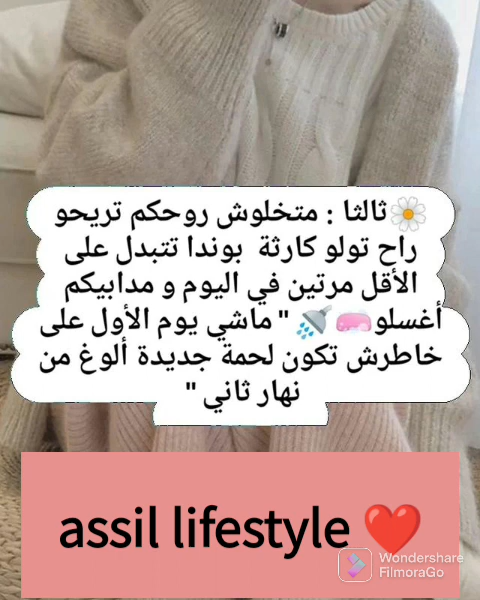 🌼ثالثا : متخلوش روحكم تريحو
راح تولو كارثة بوندا تتبدل على
الأقل مرتين في اليوم و مدابيكم
أغسلو🧼🚿 " ماشي يوم الأول على
خاطرش تكون لحمة جديدة ألوغ من
نهار ثاني "
assil lifestyle ❤️
Wondershare
FilmoraGo